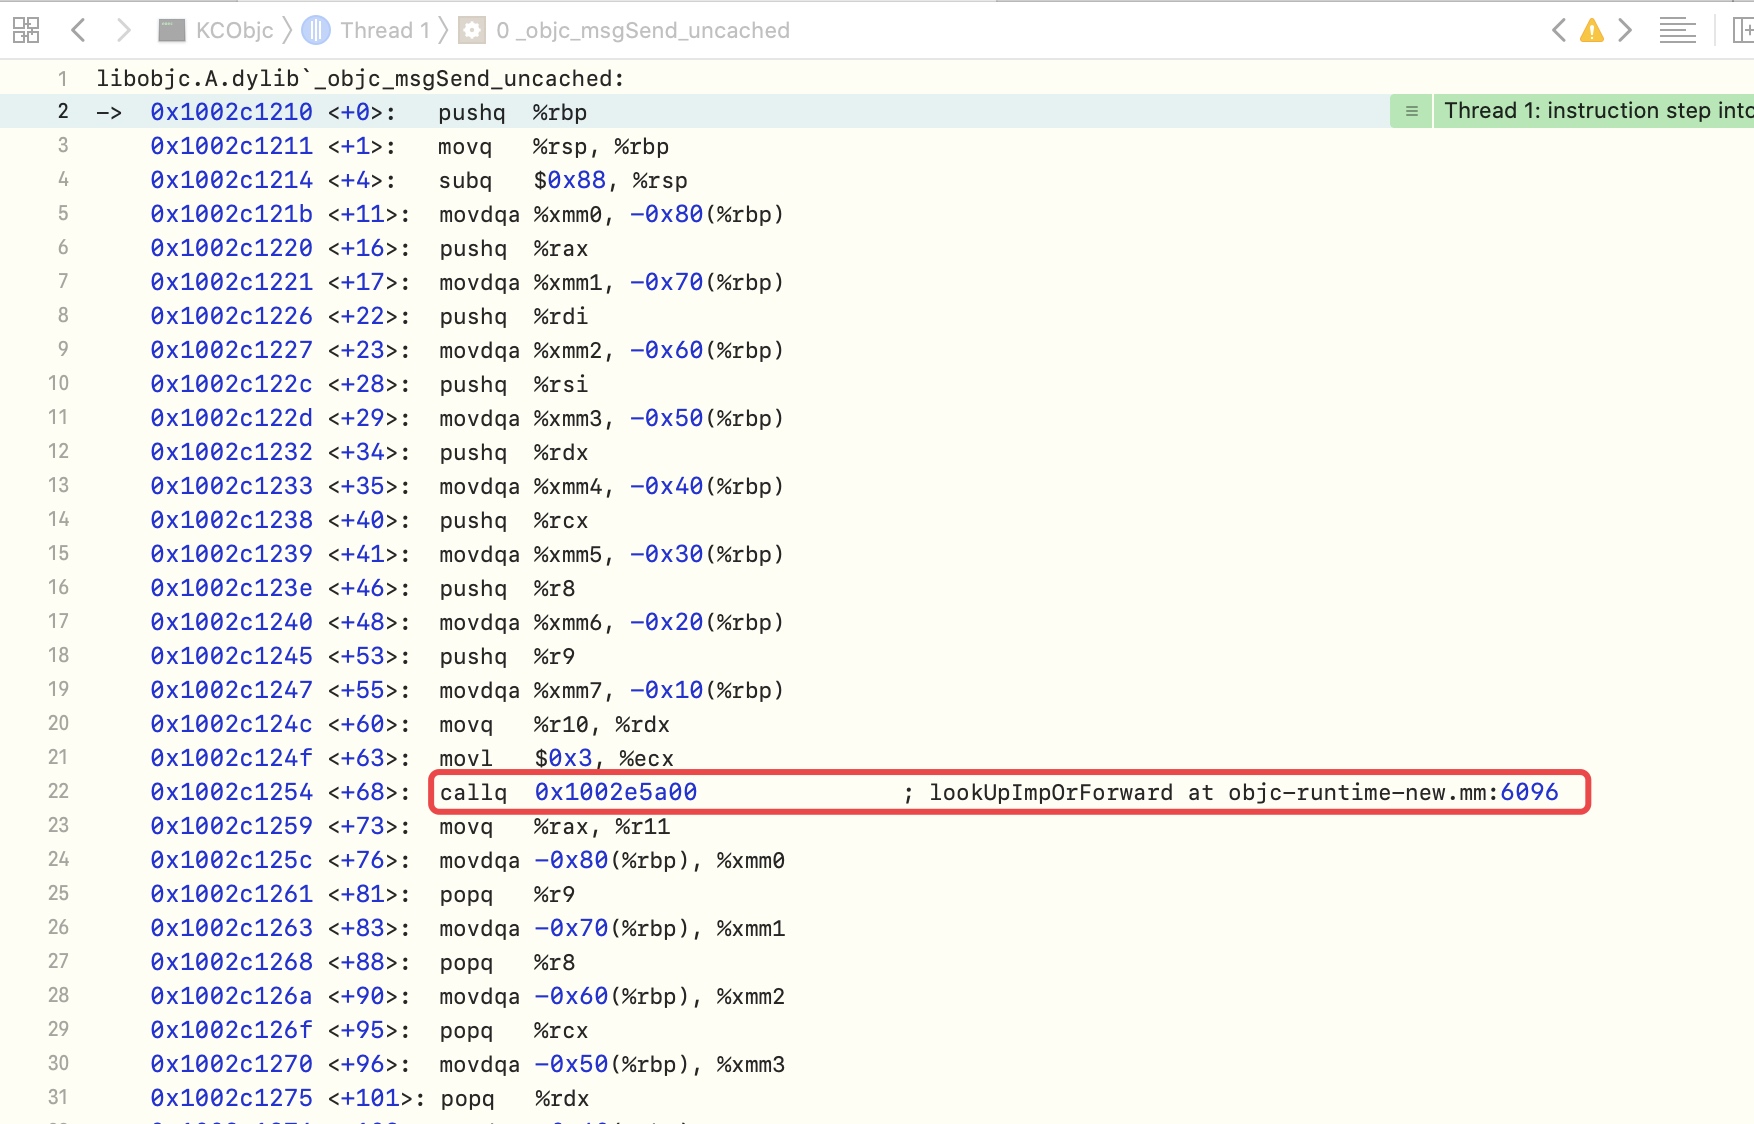 KCObjc Thread 1 0 _objc_msgSend_uncached
1 libobjc.A.dylib`_objc_msgSend_uncached:
2 -> 0x1002c1210 <+0>: pushq %rbp Thread 1: instruction step into
3 0x1002c1211 <+1>: movq %rsp, %rbp
4 0x1002c1214 <+4>: subq $0x88, %rsp
5 0x1002c121b <+11>: movdqa %xmm0, -0x80(%rbp)
6 0x1002c1220 <+16>: pushq %rax
7 0x1002c1221 <+17>: movdqa %xmm1, -0x70(%rbp)
8 0x1002c1226 <+22>: pushq %rdi
9 0x1002c1227 <+23>: movdqa %xmm2, -0x60(%rbp)
10 0x1002c122c <+28>: pushq %rsi
11 0x1002c122d <+29>: movdqa %xmm3, -0x50(%rbp)
12 0x1002c1232 <+34>: pushq %rdx
13 0x1002c1233 <+35>: movdqa %xmm4, -0x40(%rbp)
14 0x1002c1238 <+40>: pushq %rcx
15 0x1002c1239 <+41>: movdqa %xmm5, -0x30(%rbp)
16 0x1002c123e <+46>: pushq %r8
17 0x1002c1240 <+48>: movdqa %xmm6, -0x20(%rbp)
18 0x1002c1245 <+53>: pushq %r9
19 0x1002c1247 <+55>: movdqa %xmm7, -0x10(%rbp)
20 0x1002c124c <+60>: movq %r10, %rdx
21 0x1002c124f <+63>: movl $0x3, %ecx
22 0x1002c1254 <+68>: callq 0x1002e5a00 ; lookUpImpOrForward at objc-runtime-new.mm:6096
23 0x1002c1259 <+73>: movq %rax, %r11
24 0x1002c125c <+76>: movdqa -0x80(%rbp), %xmm0
25 0x1002c1261 <+81>: popq %r9
26 0x1002c1263 <+83>: movdqa -0x70(%rbp), %xmm1
27 0x1002c1268 <+88>: popq %r8
28 0x1002c126a <+90>: movdqa -0x60(%rbp), %xmm2
29 0x1002c126f <+95>: popq %rcx
30 0x1002c1270 <+96>: movdqa -0x50(%rbp), %xmm3
31 0x1002c1275 <+101>: popq %rdx